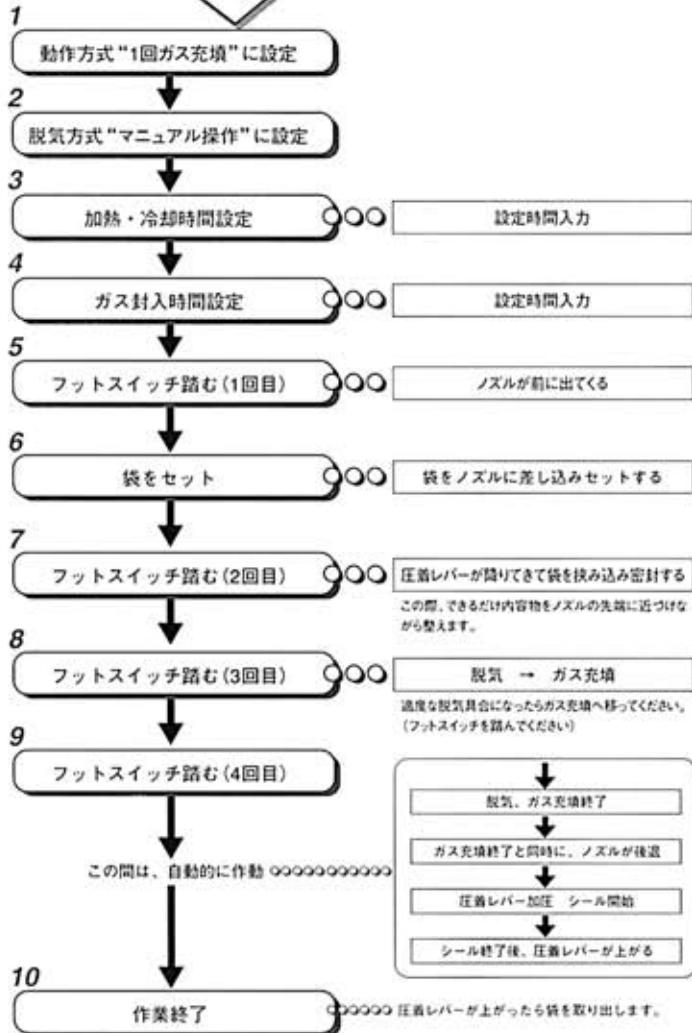 1
動作方式“1回ガス充填”に設定
2
脱気方式“マニュアル操作”に設定
3
加熱・冷却時間設定
設定時間入力
4
ガス封入時間設定
設定時間入力
5
フットスイッチ踏む(1回目)
ノズルが前に出てくる
6
袋をセット
袋をノズルに差し込みセットする
7
フットスイッチ踏む(2回目)
圧着レバーが降りてきて袋を挟み込み密封する
この際、できるだけ内容物をノズルの先端に近づけな
がら整えます。
8
フットスイッチ踏む(3回目)
脱気 → ガス充填
適度な脱気具合になったらガス充填へ移ってください。
(フットスイッチを踏んでください)
9
フットスイッチ踏む(4回目)
脱気、ガス充填終了
この間は、自動的に作動
ガス充填終了と同時に、ノズルが後退
圧着レバー加圧 シール開始
シール終了後、圧着レバーが上がる
10
作業終了
圧着レバーが上がったら袋を取り出します。